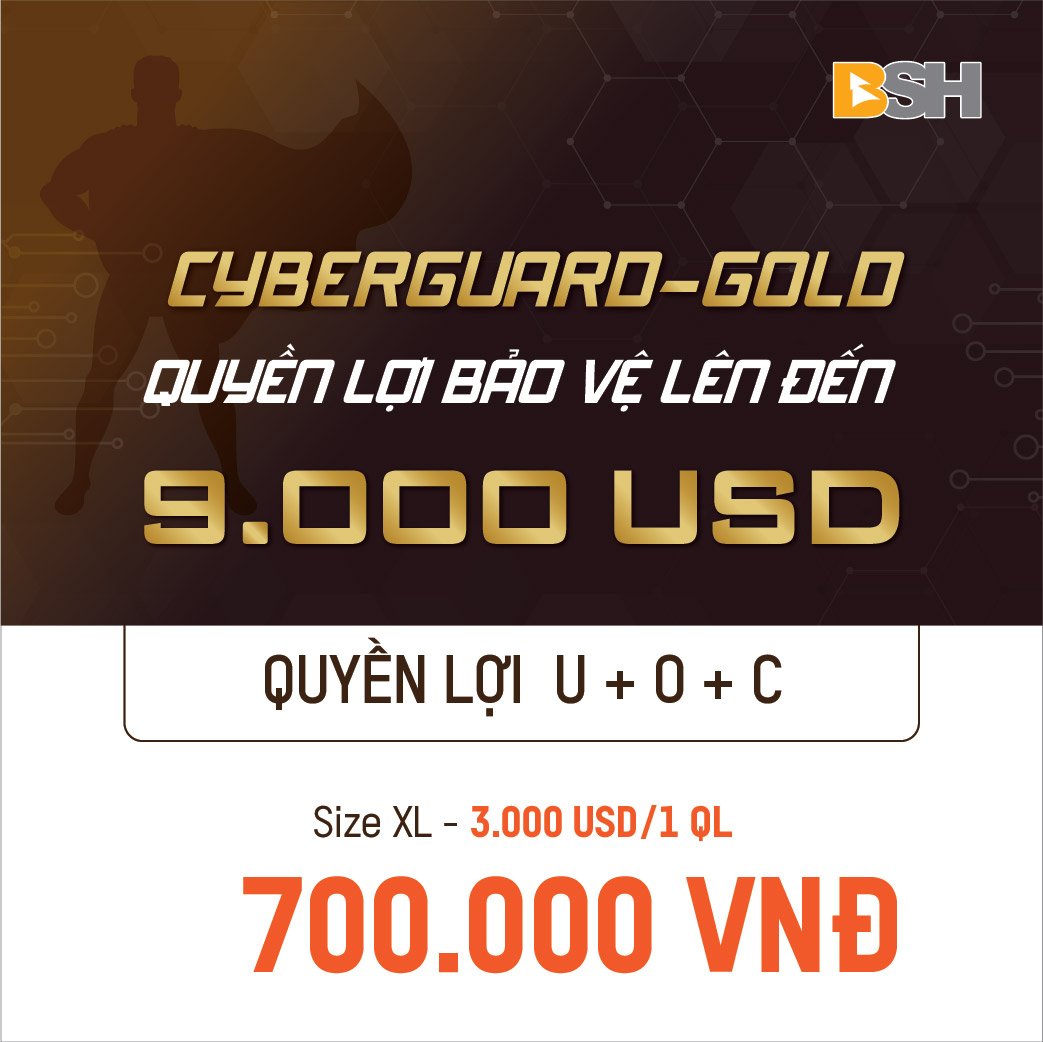 BSH
CYBERGUARD-GOLD
QUYỀN LỢI BẢO VỆ LÊN ĐẾN
9.000 USD
QUYỀN LỢI U + O + C
Size XL - 3.000 USD/1 QL
700.000 VNĐ